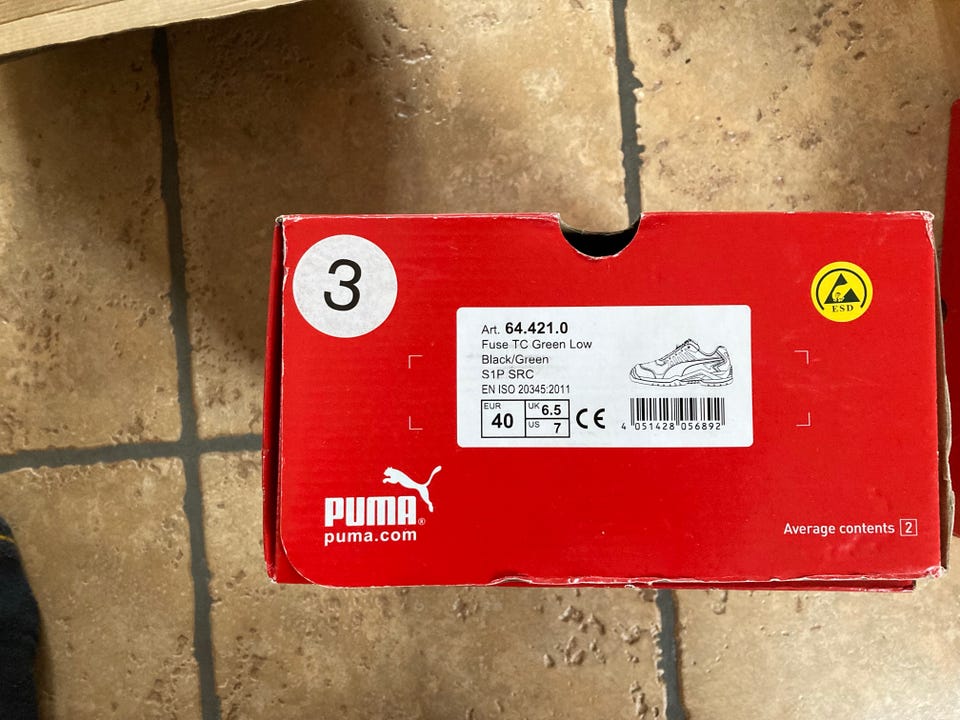 3
ESD
Art. 64.421.0
Fuse TC Green Low
Black/Green
S1P SRC
EN ISO 20345:2011
EUR 40
UK 6.5
US 7
CE
4 051428 056892
PUMA®
puma.com
Average contents 2